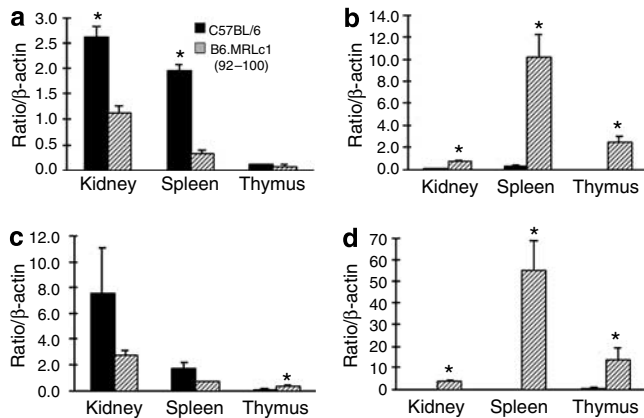 a
3.0
2.5
2.0
1.5
1.0
0.5
0.0
Ratio/β-actin
*
*
C57BL/6
B6.MRLc1
(92–100)
Kidney Spleen Thymus
b
14.0
12.0
10.0
8.0
6.0
4.0
2.0
0.0
Ratio/β-actin
*
*
*
Kidney Spleen Thymus
c
12.0
10.0
8.0
6.0
4.0
2.0
0.0
Ratio/β-actin
*
Kidney Spleen Thymus
d
70
60
50
40
30
20
10
0
Ratio/β-actin
*
*
*
Kidney Spleen Thymus